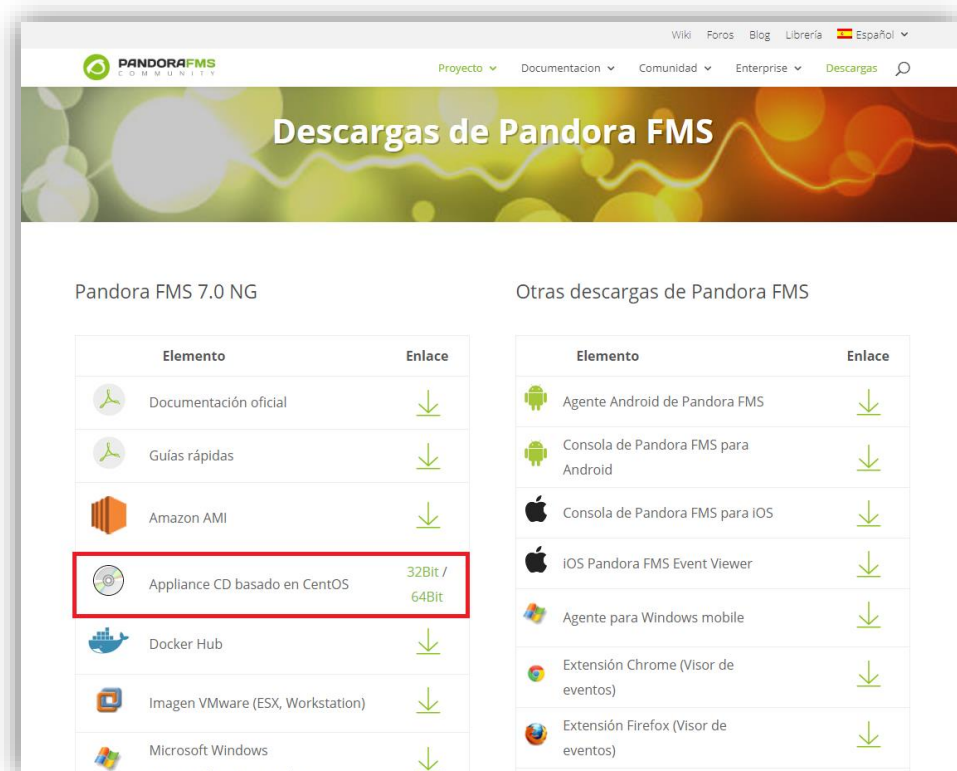 Wiki Foros Blog Librería Español
PANDORAFMS
COMMUNITY
Proyecto Documentacion Comunidad Enterprise Descargas
Descargas de Pandora FMS
Pandora FMS 7.0 NG
Elemento Enlace
Documentación oficial
Guías rápidas
Amazon AMI
Appliance CD basado en CentOS
32Bit /
64Bit
Docker Hub
Imagen VMware (ESX, Workstation)
Microsoft Windows
Otras descargas de Pandora FMS
Elemento Enlace
Agente Android de Pandora FMS
Consola de Pandora FMS para
Android
Consola de Pandora FMS para iOS
iOS Pandora FMS Event Viewer
Agente para Windows mobile
Extensión Chrome (Visor de
eventos)
Extensión Firefox (Visor de
eventos)